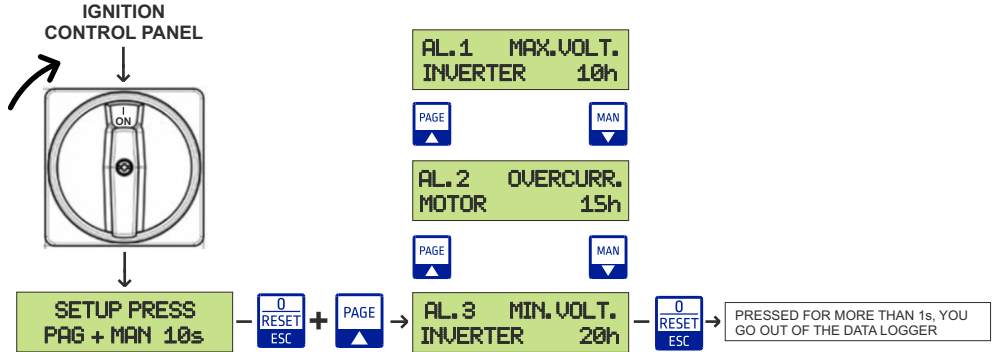 IGNITION
CONTROL PANEL
I
ON
AL.1 MAX.VOLT.
INVERTER 10h
PAGE
MAN
AL.2 OVERCURR.
MOTOR 15h
PAGE
MAN
SETUP PRESS
PAG + MAN 10s
0
RESET
ESC
+
PAGE
AL.3 MIN.VOLT.
INVERTER 20h
0
RESET
ESC
PRESSED FOR MORE THAN 1s, YOU
GO OUT OF THE DATA LOGGER